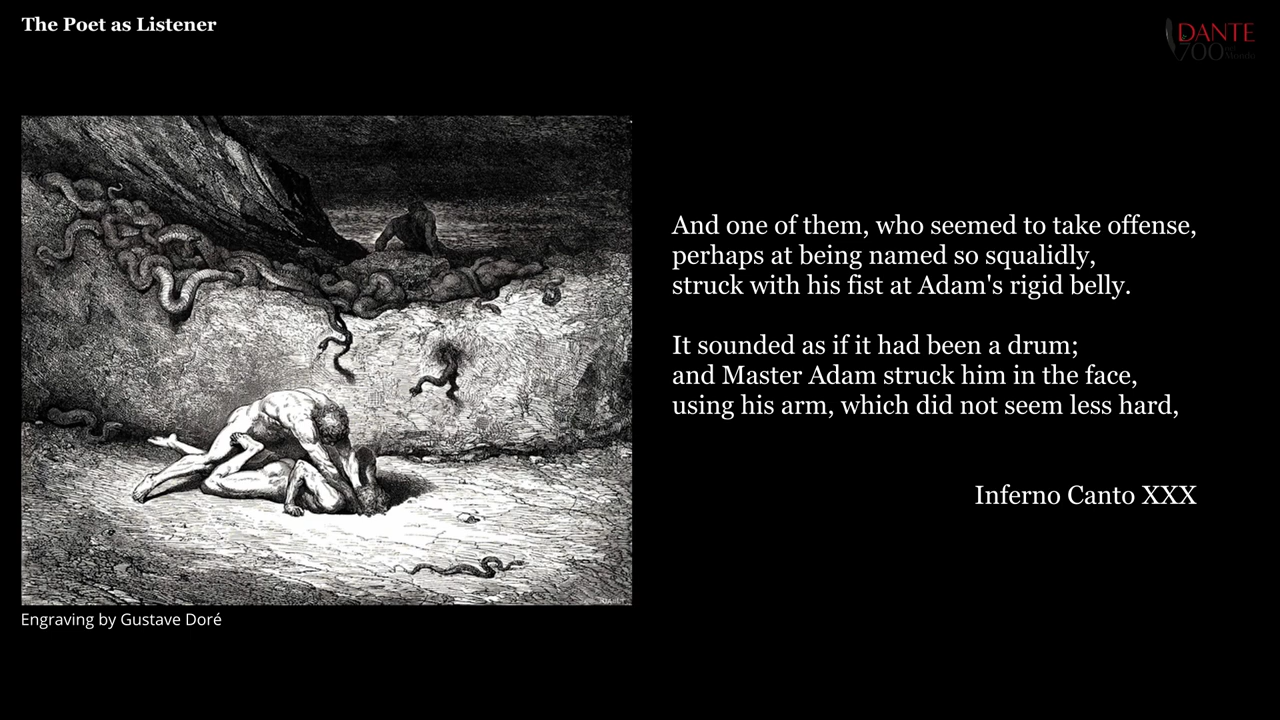 The Poet as Listener
DANTE
700
And one of them, who seemed to take offense,
perhaps at being named so squalidly,
struck with his fist at Adam's rigid belly.
It sounded as if it had been a drum;
and Master Adam struck him in the face,
using his arm, which did not seem less hard,
Inferno Canto XXX
Engraving by Gustave Doré